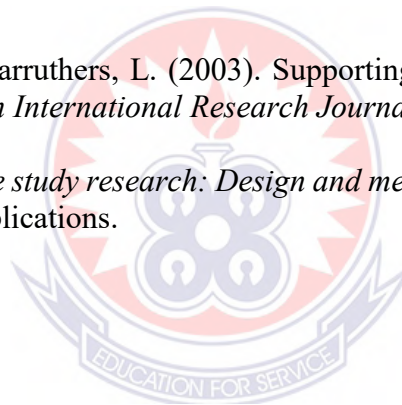 arruthers, L. (2003). Supporting
n International Research Journa
e study research: Design and me
plications.
EDUCATION FOR SERVICE